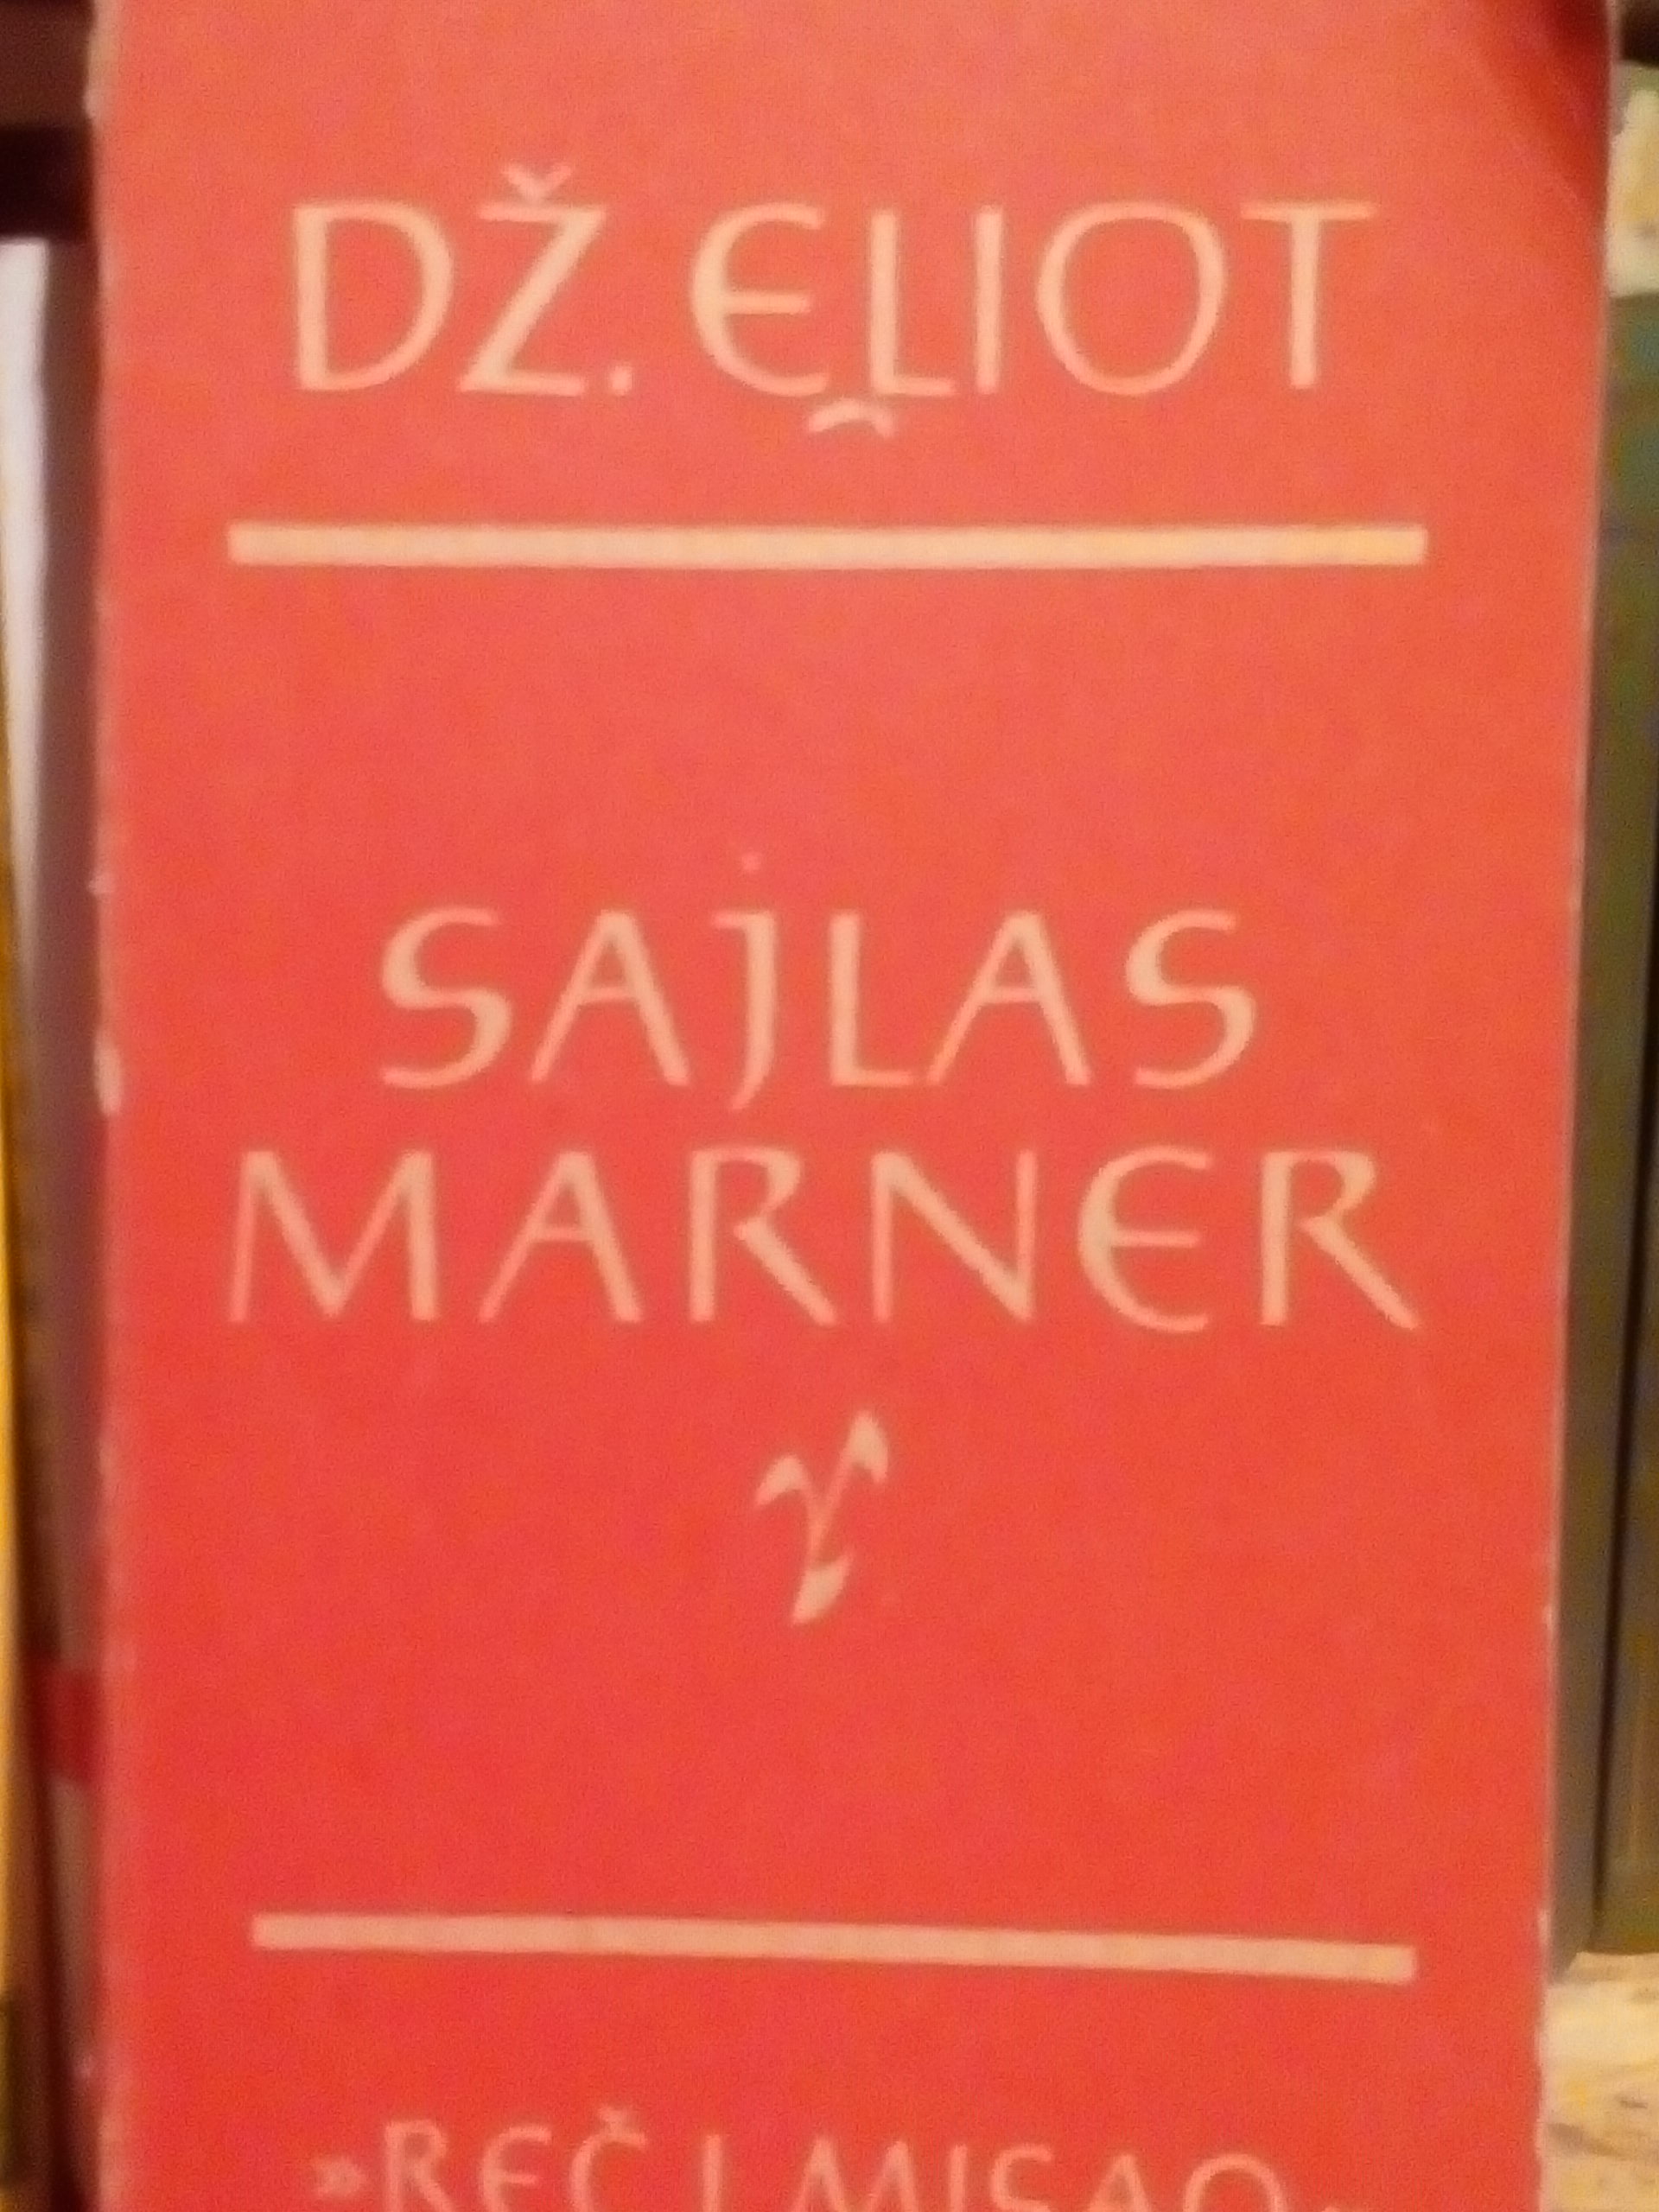 DŽ. ELIOT
SAJLAS
MARNER
»REČ I MISAO«